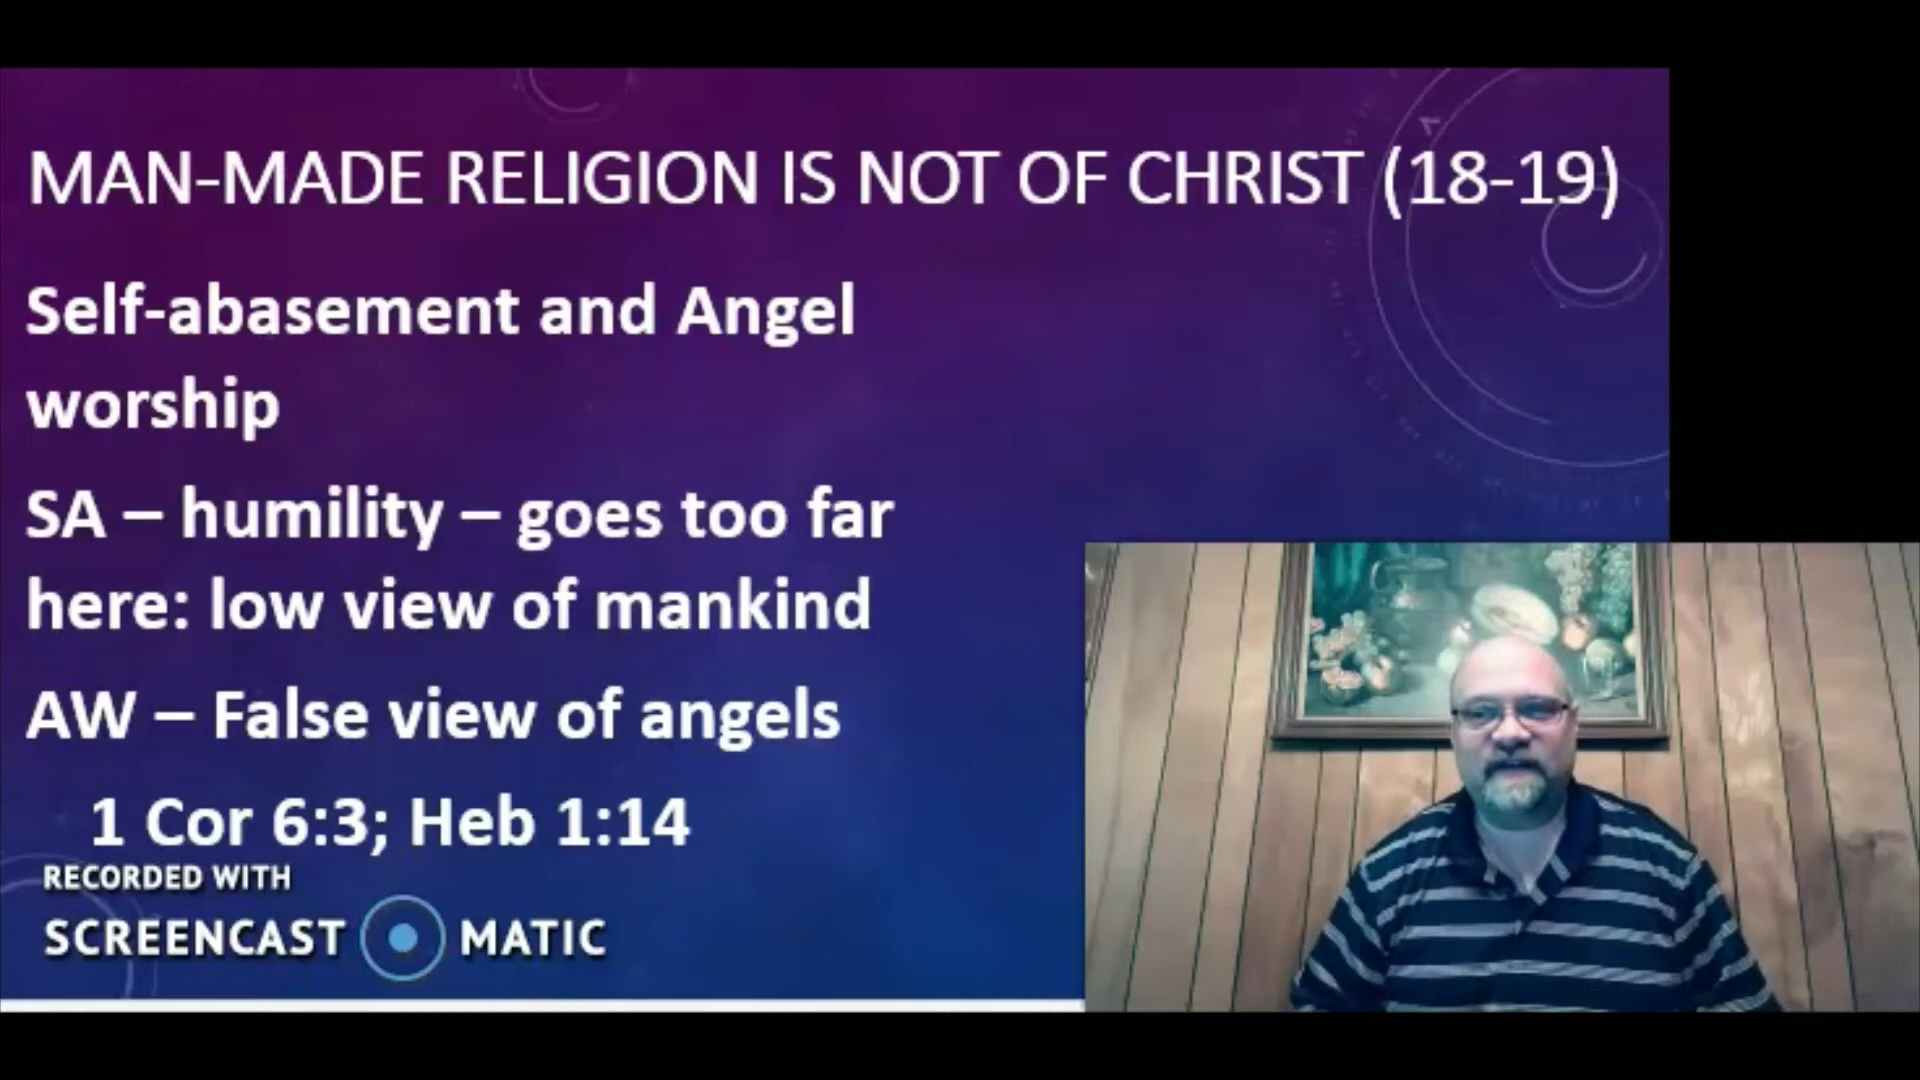 MAN-MADE RELIGION IS NOT OF CHRIST (18-19)
Self-abasement and Angel
worship
SA – humility – goes too far
here: low view of mankind
AW – False view of angels
1 Cor 6:3; Heb 1:14
RECORDED WITH
SCREENCAST MATIC